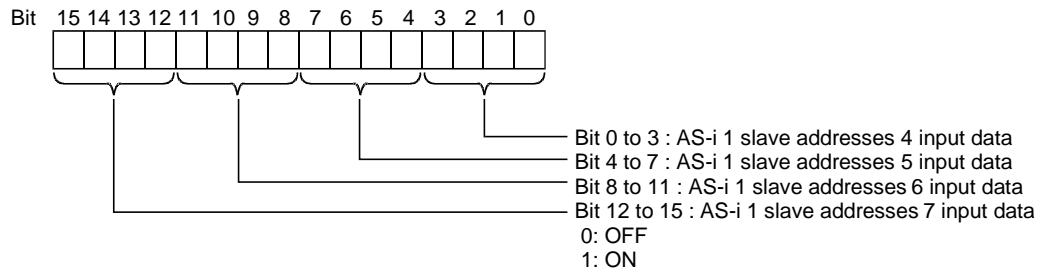 Bit 15 14 13 12 11 10 9 8 7 6 5 4 3 2 1 0
Bit 0 to 3 : AS-i 1 slave addresses 4 input data
Bit 4 to 7 : AS-i 1 slave addresses 5 input data
Bit 8 to 11 : AS-i 1 slave addresses 6 input data
Bit 12 to 15 : AS-i 1 slave addresses 7 input data
0: OFF
1: ON